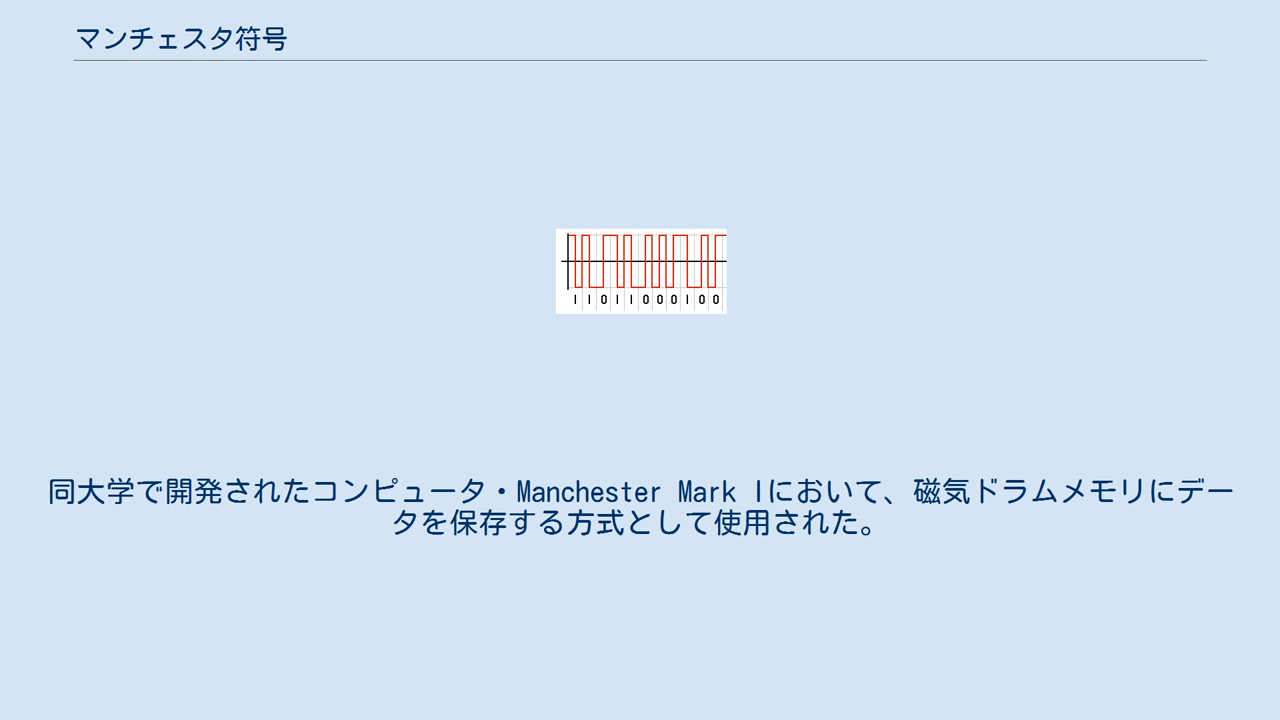 マンチェスタ符号
1 1 0 1 1 0 0 0 1 0 0
同大学で開発されたコンピュータ・Manchester Mark Iにおいて、磁気ドラムメモリにデー
タを保存する方式として使用された。